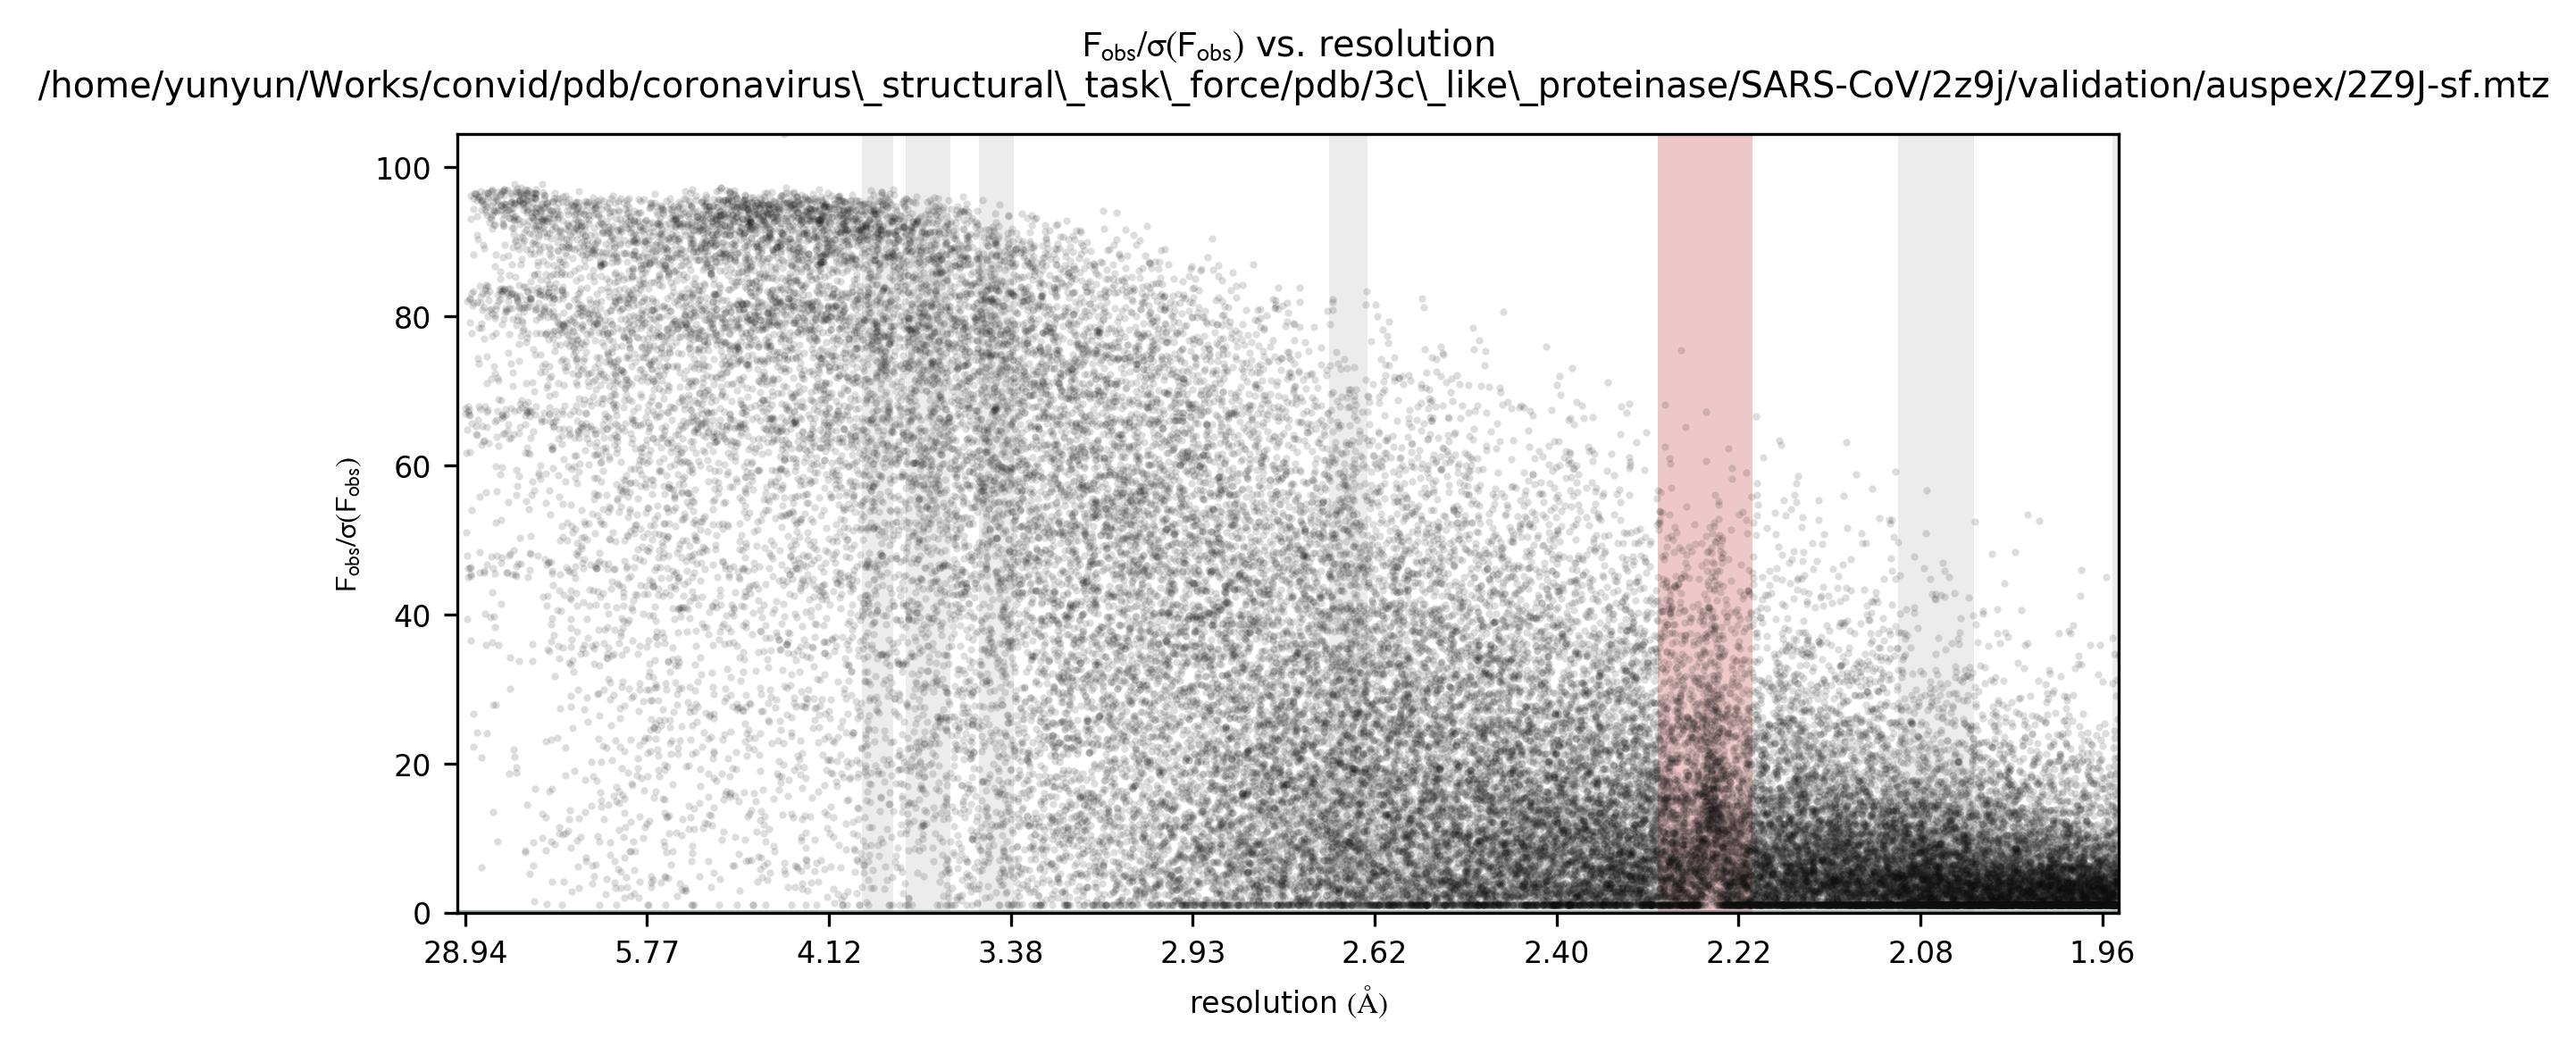 Fobs/σ(Fobs) vs. resolution
/home/yunyun/Works/convid/pdb/coronavirus\_structural\_task\_force/pdb/3c\_like\_proteinase/SARS-CoV/2z9j/validation/auspex/2Z9J-sf.mtz
Fobs/σ(Fobs)
100
80
60
40
20
0
28.94 5.77 4.12 3.38 2.93 2.62 2.40 2.22 2.08 1.96
resolution (Å)